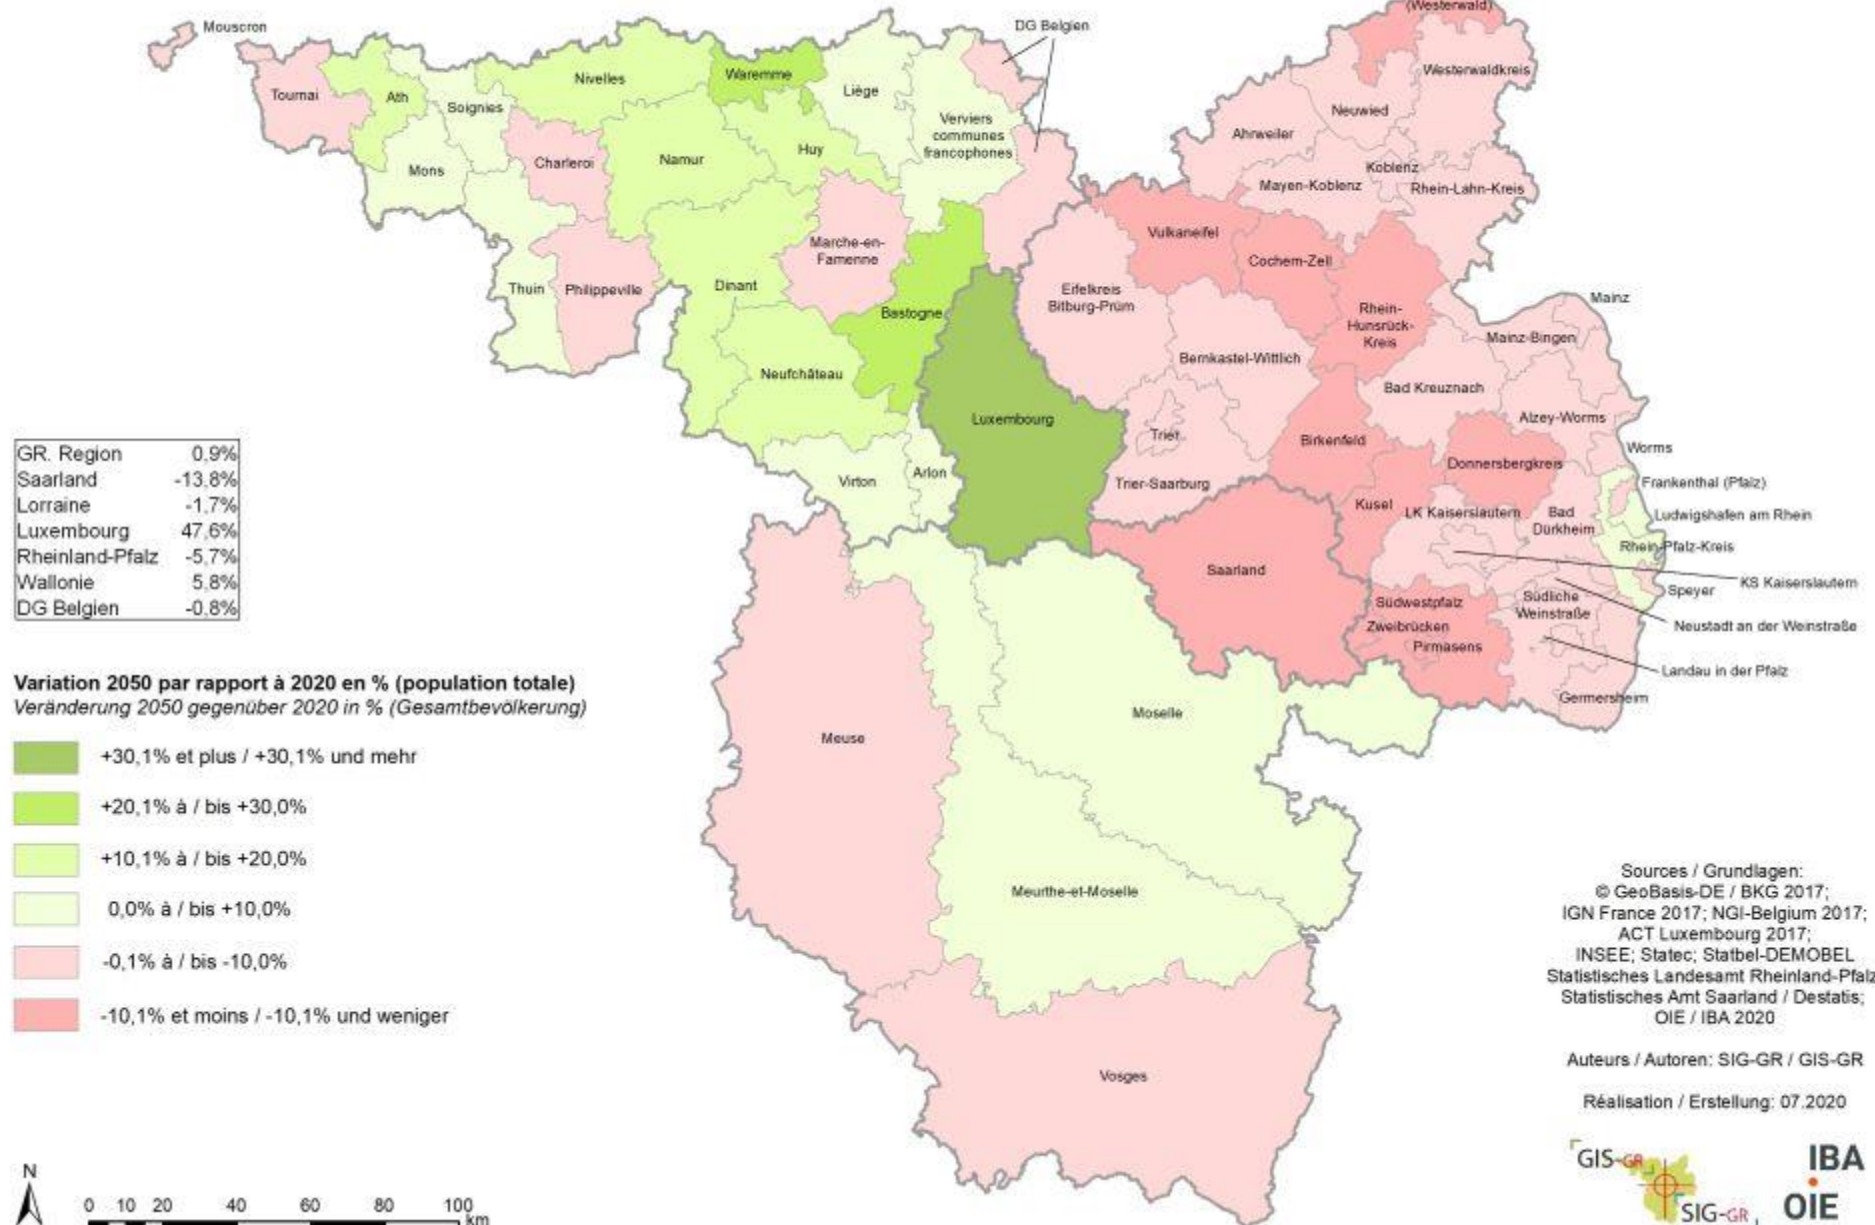 (Westerwald)
Mouscron
DG Belgien
Tournai
Ath
Soignies
Nivelles
Waremme
Liège
Verviers
communes
francophones
Mons
Charleroi
Namur
Huy
Marche-en-
Famenne
Thuin
Philippeville
Dinant
Bastogne
Neufchâteau
Virton
Arlon
Luxembourg
Westerwaldkreis
Neuwied
Ahrweiler
Koblenz
Mayen-Koblenz
Rhein-Lahn-Kreis
Vulkaneifel
Cochem-Zell
Eifelkreis
Bitburg-Prüm
Rhein-
Hunsrück-
Kreis
Mainz
Mainz-Bingen
Bernkastel-Wittlich
Bad Kreuznach
Alzey-Worms
Trier
Birkenfeld
Worms
Donnersbergkreis
Trier-Saarburg
Frankenthal (Pfalz)
Kusel
LK Kaiserslautern
Bad
Dürkheim
Ludwigshafen am Rhein
Rhein-Pfalz-Kreis
Saarland
KS Kaiserslautern
Speyer
Südwestpfalz
Südliche
Weinstraße
Zweibrücken
Neustadt an der Weinstraße
Pirmasens
Landau in der Pfalz
Germersheim
Moselle
Meuse
Meurthe-et-Moselle
Vosges
GR. Region 0,9%
Saarland -13,8%
Lorraine -1,7%
Luxembourg 47,6%
Rheinland-Pfalz -5,7%
Wallonie 5,8%
DG Belgien -0,8%
Variation 2050 par rapport à 2020 en % (population totale)
Veränderung 2050 gegenüber 2020 in % (Gesamtbevölkerung)
+30,1% et plus / +30,1% und mehr
+20,1% à / bis +30,0%
+10,1% à / bis +20,0%
0,0% à / bis +10,0%
-0,1% à / bis -10,0%
-10,1% et moins / -10,1% und weniger
N
0 10 20 40 60 80 100
km
Sources / Grundlagen:
© GeoBasis-DE / BKG 2017;
IGN France 2017; NGI-Belgium 2017;
ACT Luxembourg 2017;
INSEE; Statec; Statbel-DEMOBEL
Statistisches Landesamt Rheinland-Pfalz
Statistisches Amt Saarland / Destatis;
OIE / IBA 2020
Auteurs / Autoren: SIG-GR / GIS-GR
Réalisation / Erstellung: 07.2020
GIS-GR
SIG-GR
IBA
OIE